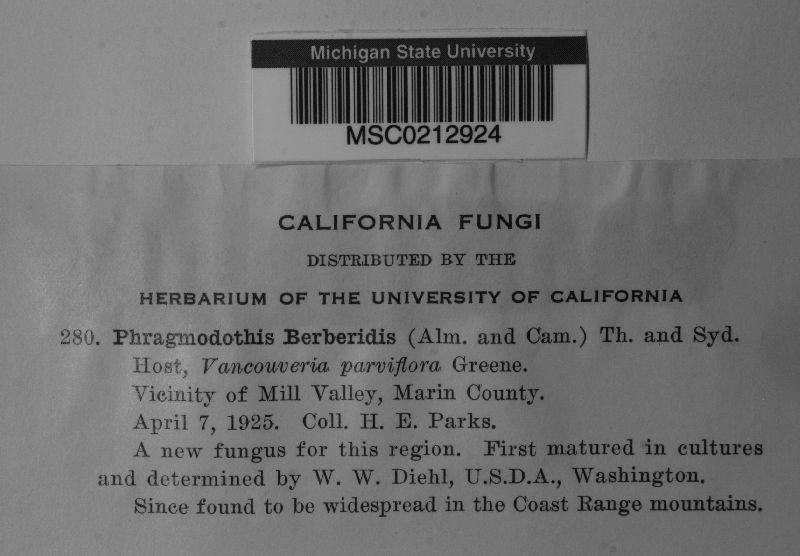 Michigan State University
MSC0212924
CALIFORNIA FUNGI
DISTRIBUTED BY THE
HERBARIUM OF THE UNIVERSITY OF CALIFORNIA
280. Phragmodothis Berberidis (Alm. and Cam.) Th. and Syd.
Host, Vancouveria parviflora Greene.
Vicinity of Mill Valley, Marin County.
April 7, 1925. Coll. H. E. Parks.
A new fungus for this region. First matured in cultures
and determined by W. W. Diehl, U.S.D.A., Washington.
Since found to be widespread in the Coast Range mountains.